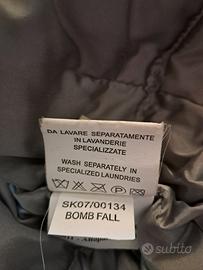 DA LAVARE SEPARATAMENTE
IN LAVANDERIE
SPECIALIZZATE
WASH SEPARATELY IN
SPECIALIZED LAUNDRIES
SK07/00134
BOMB FALL
subito